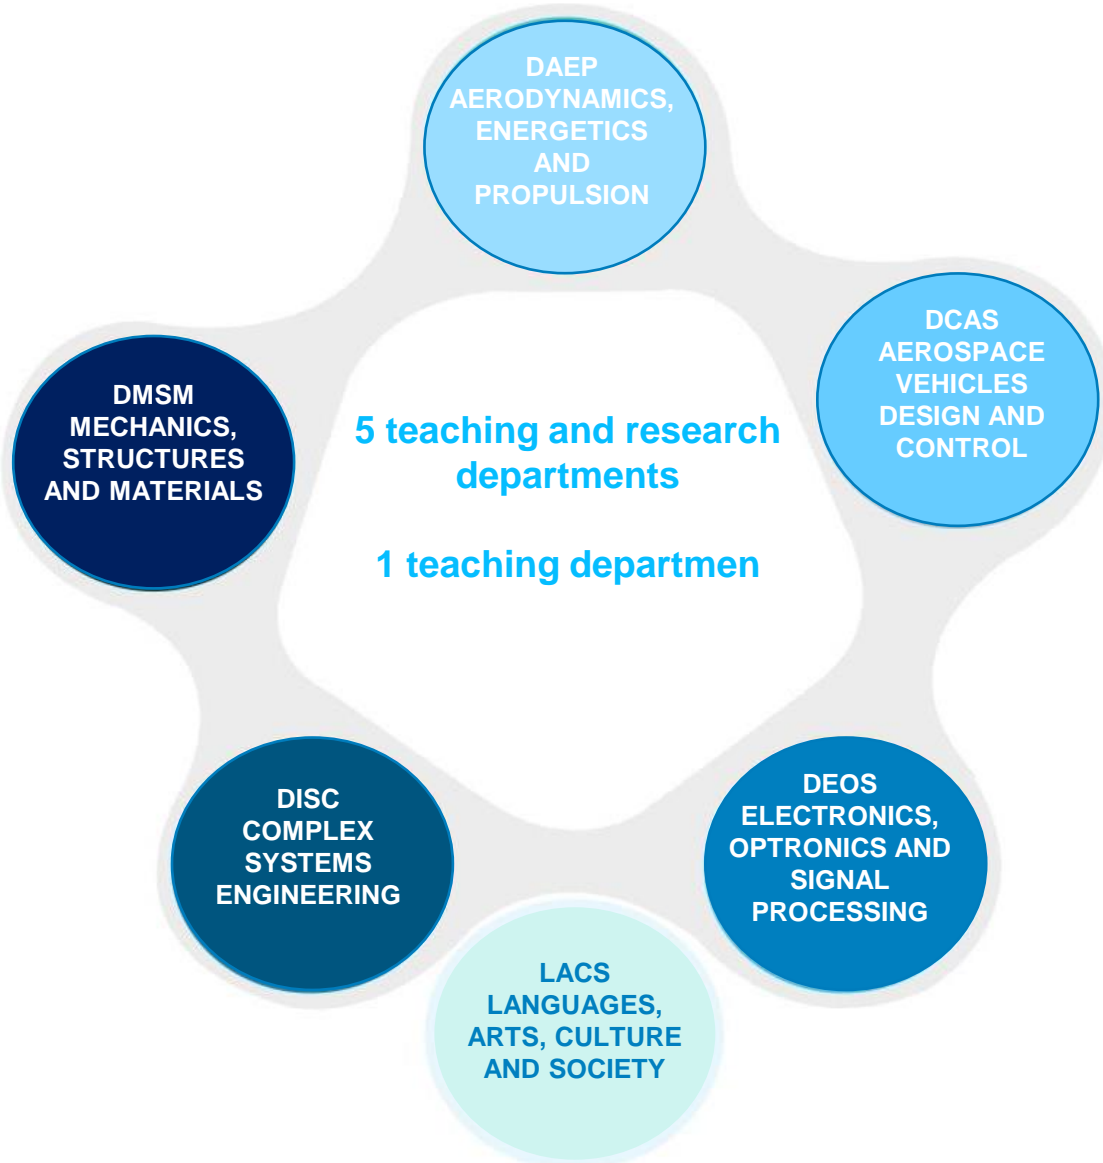 DAEP
AERODYNAMICS,
ENERGETICS
AND
PROPULSION
DCAS
AEROSPACE
VEHICLES
DESIGN AND
CONTROL
DMSM
MECHANICS,
STRUCTURES
AND MATERIALS
5 teaching and research
departments
1 teaching departmen
DISC
COMPLEX
SYSTEMS
ENGINEERING
DEOS
ELECTRONICS,
OPTRONICS AND
SIGNAL
PROCESSING
LACS
LANGUAGES,
ARTS, CULTURE
AND SOCIETY